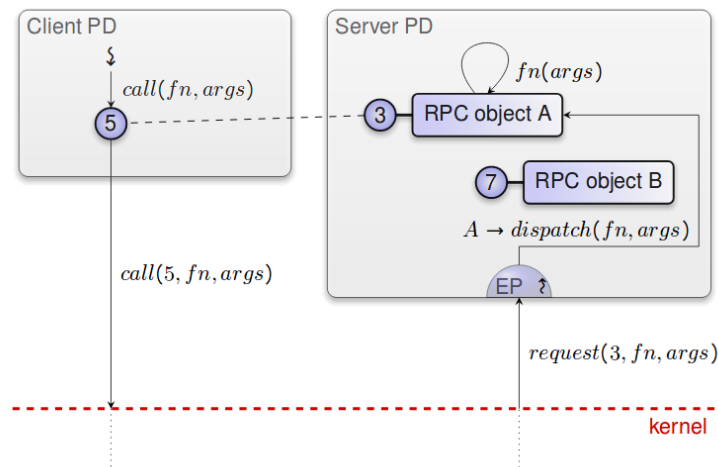 Client PD
Server PD
call(fn, args)
fn(args)
5
3
RPC object A
7
RPC object B
A → dispatch(fn, args)
call(5, fn, args)
EP
request(3, fn, args)
kernel